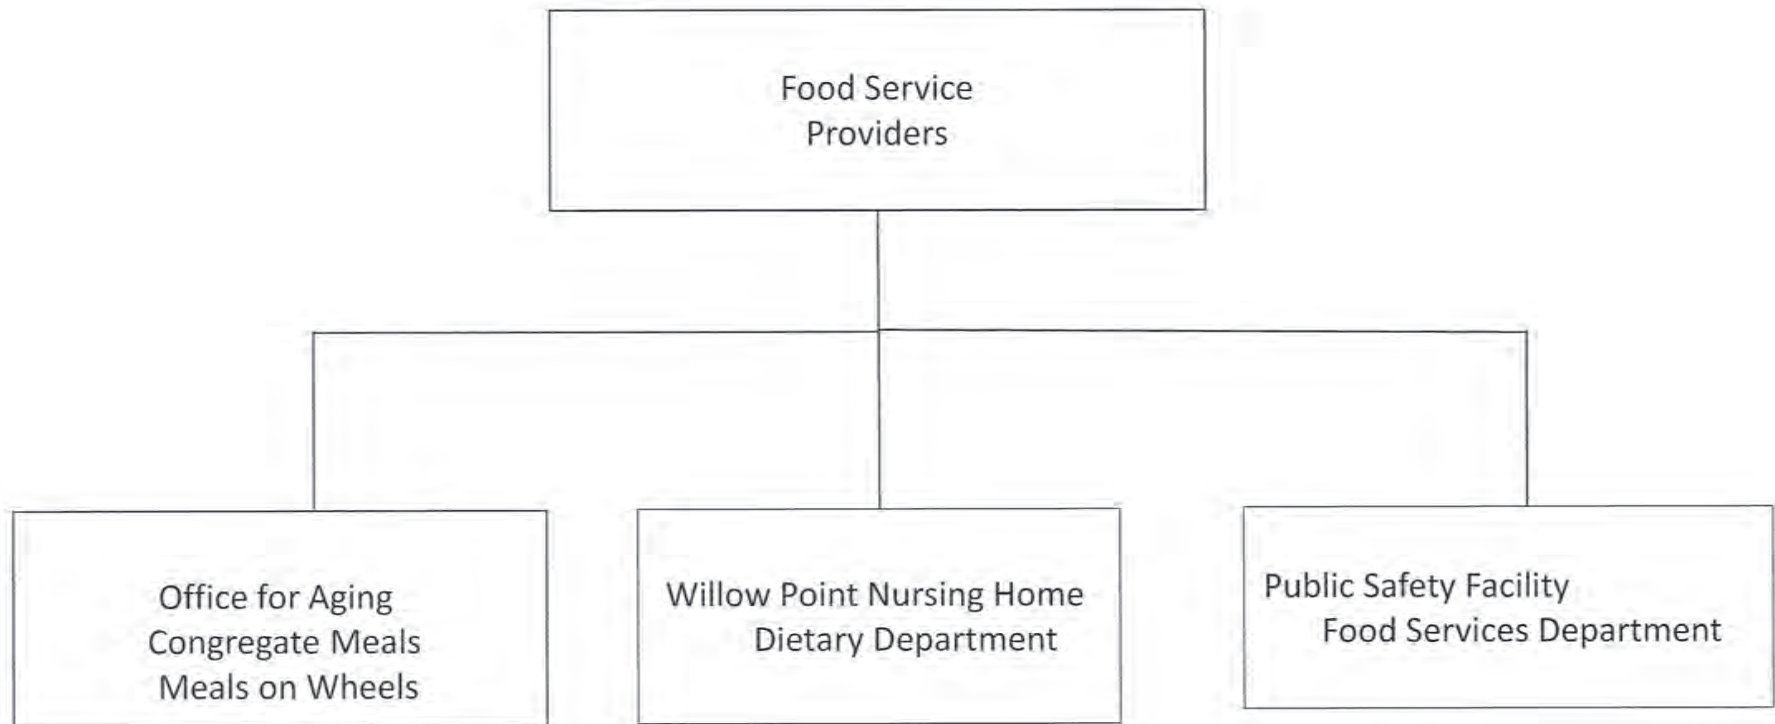 Food Service
Providers
Office for Aging
Congregate Meals
Meals on Wheels
Willow Point Nursing Home
Dietary Department
Public Safety Facility
Food Services Department